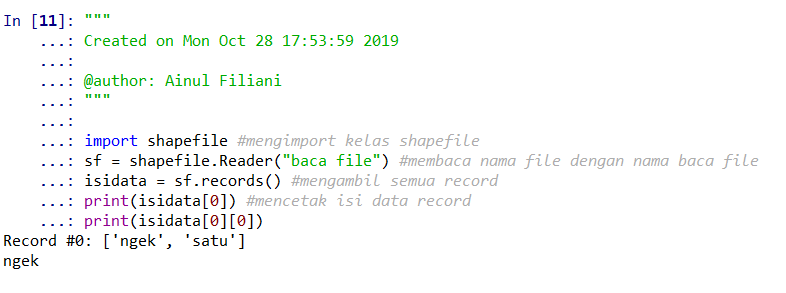 In [11]: """
...: Created on Mon Oct 28 17:53:59 2019
...:
...: @author: Ainul Filiani
...: """
...:
...: import shapefile #mengimport kelas shapefile
...: sf = shapefile.Reader("baca file") #membaca nama file dengan nama baca file
...: isidata = sf.records() #mengambil semua record
...: print(isidata[0]) #mencetak isi data record
...: print(isidata[0][0])
Record #0: ['ngek', 'satu']
ngek